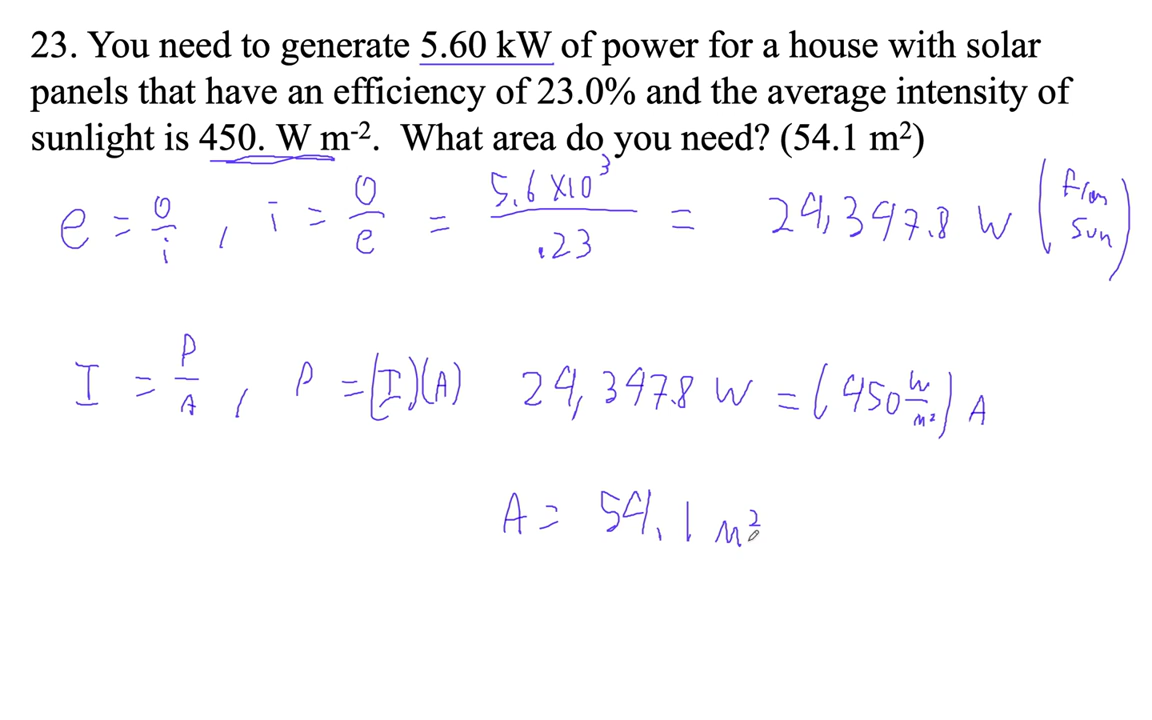 23. You need to generate 5.60 kW of power for a house with solar
panels that have an efficiency of 23.0% and the average intensity of
sunlight is 450. W m-2. What area do you need? (54.1 m²)
e = o/i , i = o/e = 5.6 x10³/.23 = 24,347.8 W (from sun)
I = P/A , P = (I)(A) 24,347.8 W = (450 W/m²) A
A = 54.1 m²